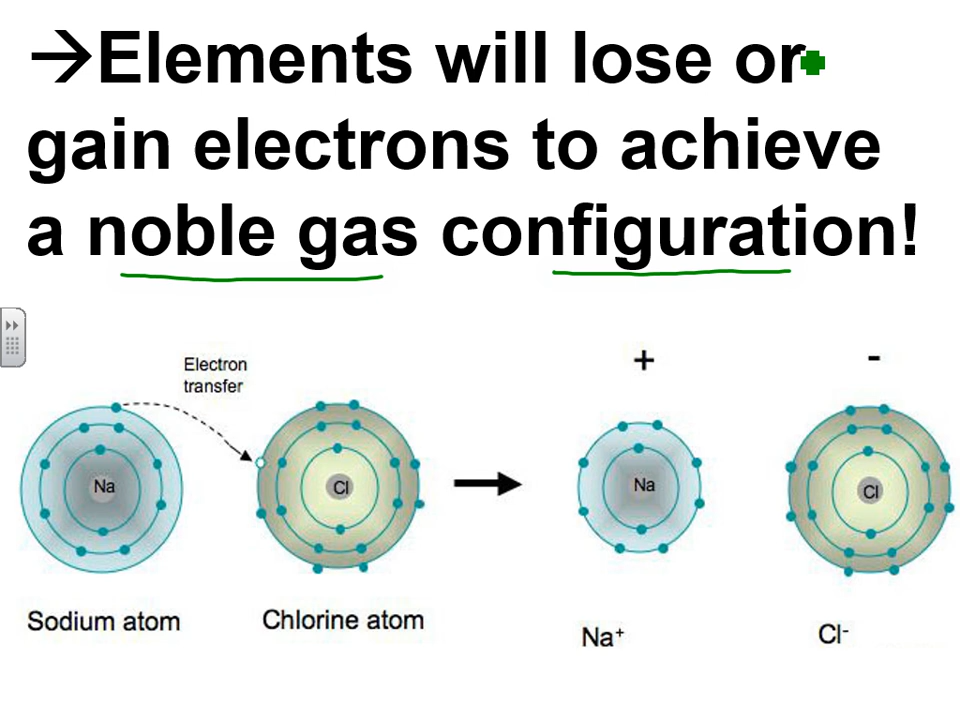 →Elements will lose or
gain electrons to achieve
a noble gas configuration!
Electron
transfer
+
-
Na
Cl
Na
Cl
Sodium atom
Chlorine atom
Na⁺
Cl⁻